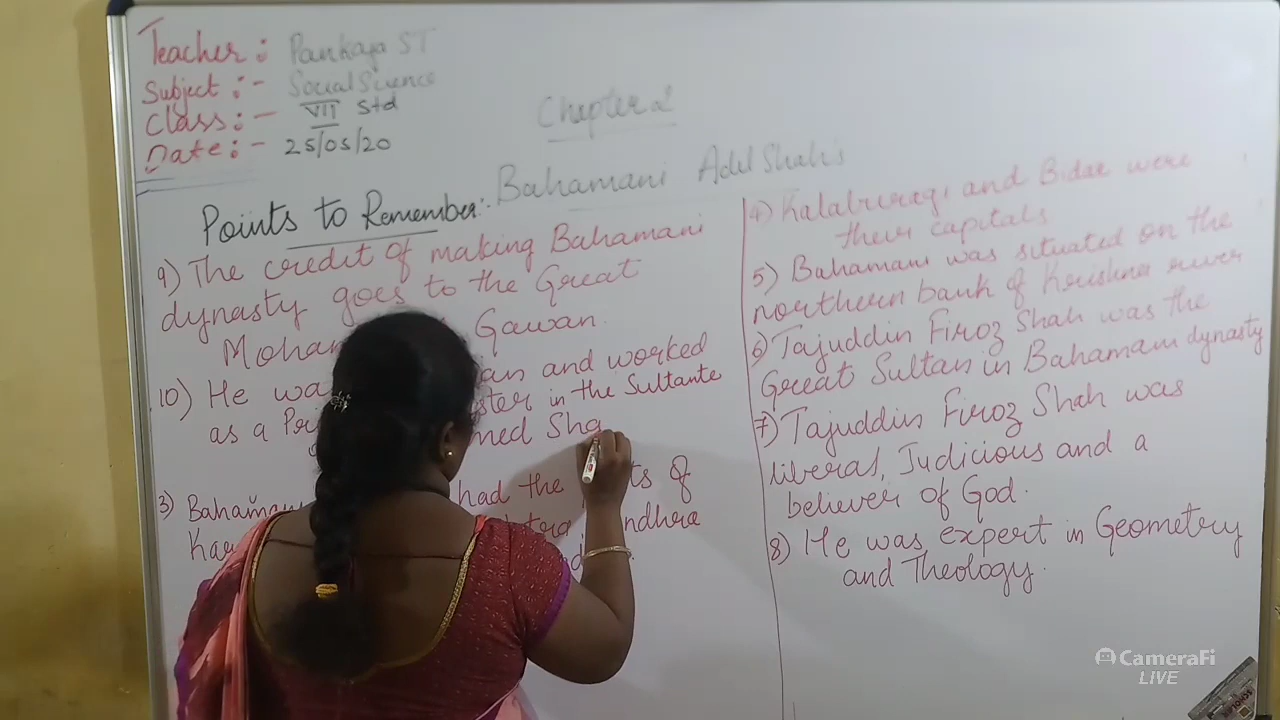 Teacher : Pankaja ST
Subject :- Social Science
Class :- VII Std
Date :- 25/05/20
Chapter 2
Bahamani Adil Shah's
Points to Remember:-
9) The credit of making Bahamani
dynasty goes to the Great
Gawan.
10) He and worked
as a in the Sultante
Sha
3) had the of
4) Kalaburagi and Bidar were
their capitals
5) Bahamani was situated on the
northern bank of Krishna river
6) Tajuddin Firoz Shah was the
Great Sultan in Bahamani dynasty
7) Tajuddin Firoz Shah was
liberal, Judicious and a
believer of God.
8) He was expert in Geometry
and Theology.
CameraFi
LIVE